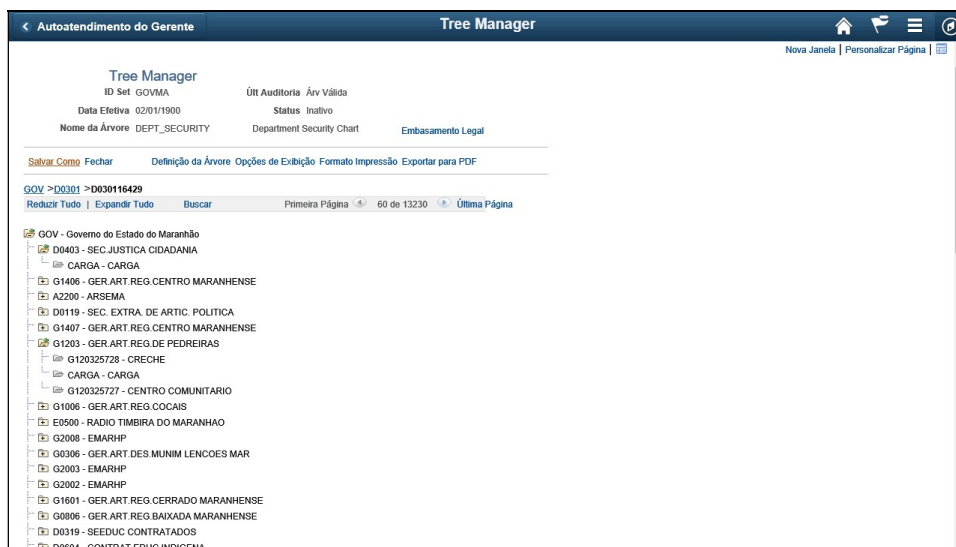 Autoatendimento do Gerente
Tree Manager
Nova Janela | Personalizar Página |
Tree Manager
ID Set GOVMA Últ Auditoria Árv Válida
Data Efetiva 02/01/1900 Status Inativo
Nome da Árvore DEPT_SECURITY Department Security Chart Embasamento Legal
Salvar Como Fechar Definição da Árvore Opções de Exibição Formato Impressão Exportar para PDF
GOV >D0301 >D030116429
Reduzir Tudo | Expandir Tudo Buscar Primeira Página 60 de 13230 Última Página
GOV - Governo do Estado do Maranhão
D0403 - SEC.JUSTICA CIDADANIA
CARGA - CARGA
G1406 - GER.ART.REG.CENTRO MARANHENSE
A2200 - ARSEMA
D0119 - SEC. EXTRA. DE ARTIC. POLITICA
G1407 - GER.ART.REG.CENTRO MARANHENSE
G1203 - GER.ART.REG.DE PEDREIRAS
G120325728 - CRECHE
CARGA - CARGA
G120325727 - CENTRO COMUNITARIO
G1006 - GER.ART.REG.COCAIS
E0500 - RADIO TIMBIRA DO MARANHAO
G2008 - EMARHP
G0306 - GER.ART.DES.MUNIM LENCOES MAR
G2003 - EMARHP
G2002 - EMARHP
G1601 - GER.ART.REG.CERRADO MARANHENSE
G0806 - GER.ART.REG.BAIXADA MARANHENSE
D0319 - SEEDUC CONTRATADOS
D0604 - CONTRAT EDUC INDIGENA